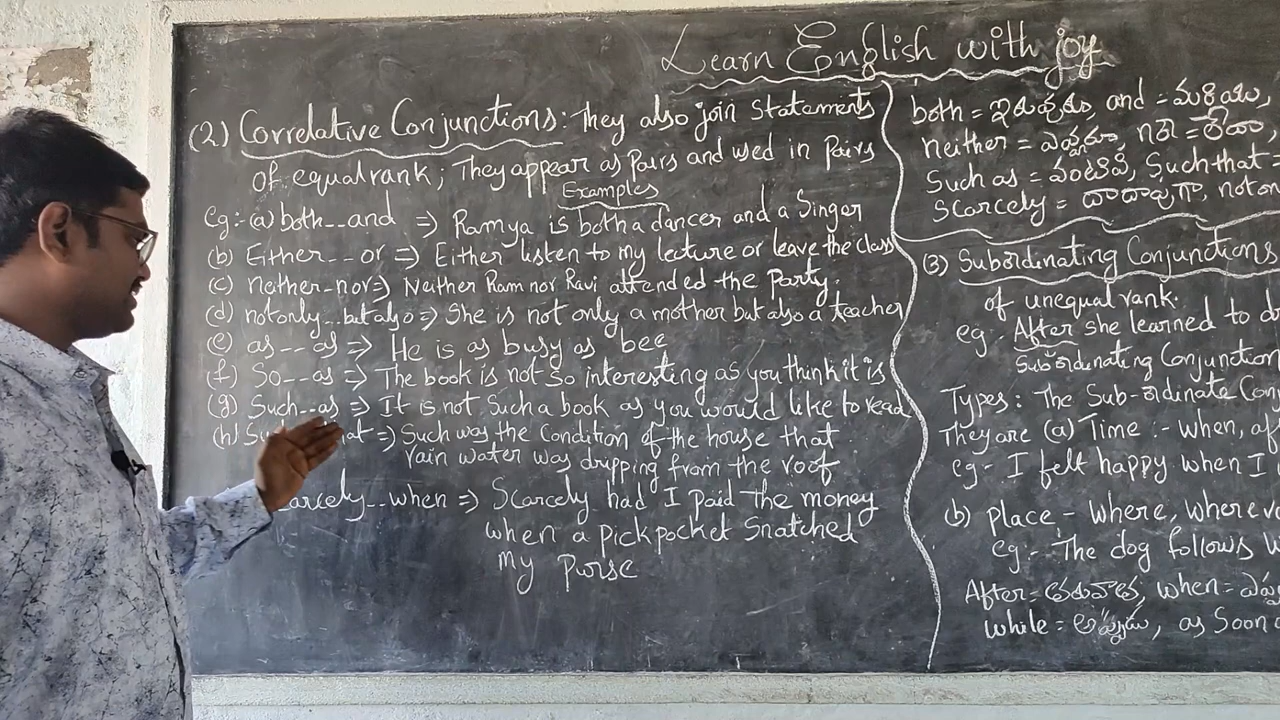 Learn English with joy
(2) Correlative Conjunctions: They also join statements
of equal rank; They appear as Pairs and used in Pairs
Examples
eg:- (a) both--and => Ramya is both a dancer and a Singer
(b) Either---or => Either listen to my lecture or leave the class
(c) neither-nor => Neither Ram nor Ravi attended the Party.
(d) not only---but also => She is not only a mother but also a teacher
(e) as---as => He is as busy as bee
(f) So---as => The book is not so interesting as you think it is
(g) Such--as => It is not such a book as you would like to read
(h) => Such was the Condition of the house that
rain water was dripping from the roof
arcely--when => Scarcely had I paid the money
when a pickpocket snatched
my purse
both = ఇరువురు, and = మరియు,
neither = nor =
Such as = వంటివి, Such that =
Scarcely = దాదాపుగా, not on
(3) Subordinating Conjunctions
of unequal rank.
eg - After she learned to dr
Subordinating Conjunction
Types: The Sub-ordinate Con
They are (a) Time :- when, af
eg - I felt happy when I
(b) place - where, whereve
eg - The dog follows w
After = తరువాత, when =
while = అప్పుడు, as Soon